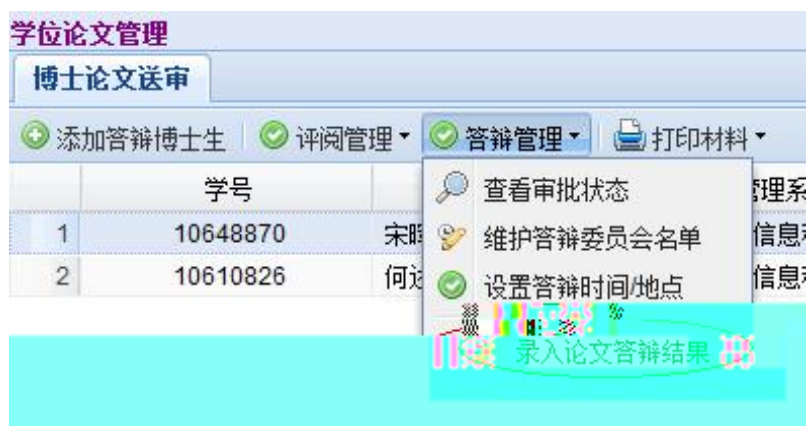 学位论文管理
博士论文送审
添加答辩博士生 评阅管理 答辩管理 打印材料
学号
查看审批状态
管理系
1 10648870 宋
维护答辩委员会名单
信息
2 10610826 何
设置答辩时间/地点
信息
录入论文答辩结果